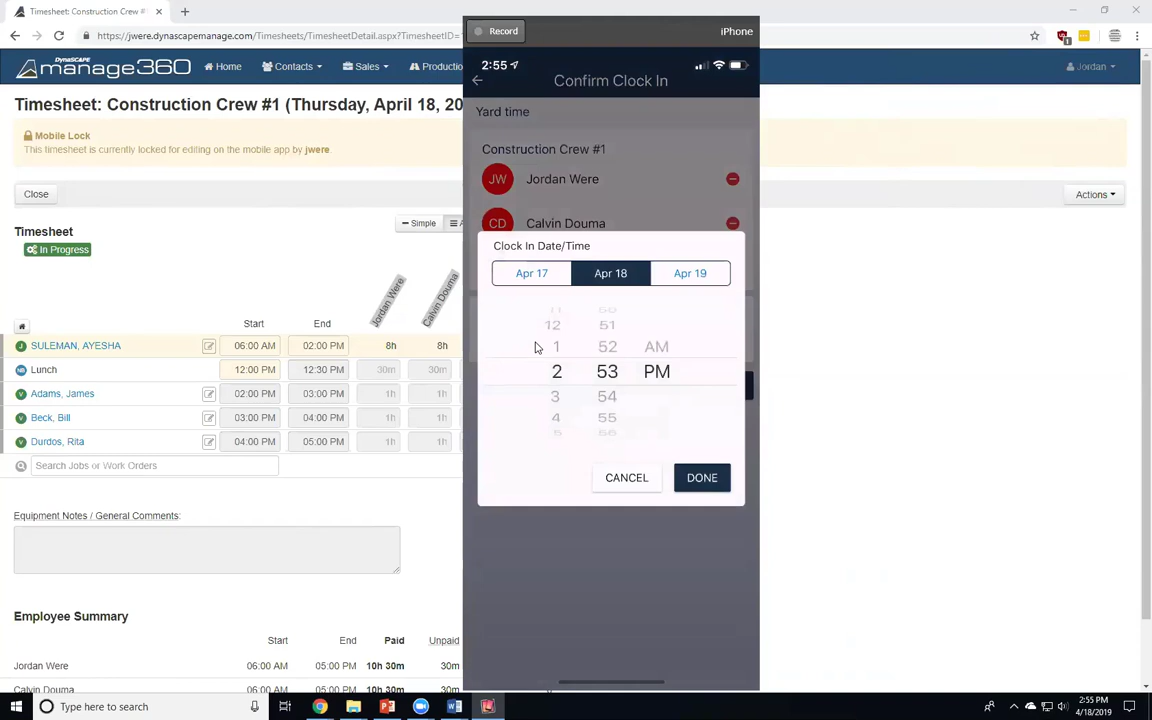 Timesheet: Construction Crew #
https://jwere.dynascapemanage.com/Timesheets/TimesheetDetail.aspx?TimesheetID=
DynaSCAPE
manage360
Home
Contacts
Sales
Productio
Jordan
Timesheet: Construction Crew #1 (Thursday, April 18, 20
Mobile Lock
This timesheet is currently locked for editing on the mobile app by jwere.
Close
Actions
Timesheet
In Progress
Simple
Jordan Were
Calvin Douma
Start End
J SULEMAN, AYESHA 06:00 AM 02:00 PM 8h 8h
NB Lunch 12:00 PM 12:30 PM 30m 30m
V Adams, James 02:00 PM 03:00 PM 1h 1h
V Beck, Bill 03:00 PM 04:00 PM 1h 1h
V Durdos, Rita 04:00 PM 05:00 PM 1h 1h
Search Jobs or Work Orders
Equipment Notes / General Comments:
Employee Summary
Start End Paid Unpaid
Jordan Were 06:00 AM 05:00 PM 10h 30m 30m
Calvin Douma 06:00 AM 05:00 PM 10h 30m 30m
Record
iPhone
2:55
Confirm Clock In
Yard time
Construction Crew #1
JW Jordan Were
CD Calvin Douma
Clock In Date/Time
Apr 17 Apr 18 Apr 19
11 50
12 51
1 52 AM
2 53 PM
3 54
4 55
5 56
CANCEL DONE
Type here to search
2:55 PM
4/18/2019